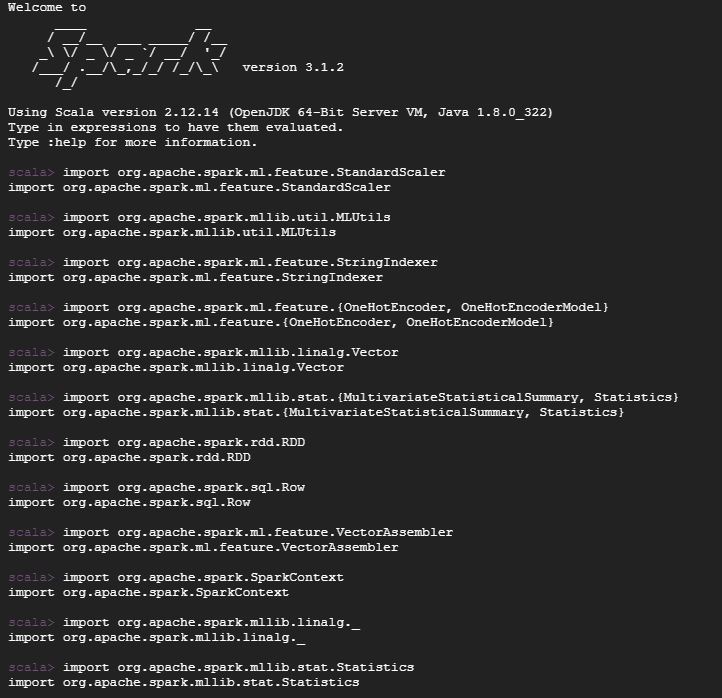 Welcome to
      ____              __
     / __/__  ___ _____/ /__
    _\ \/ _ \/ _ `/ __/  '_/
   /___/ .__/\_,_/_/ /_/\_\   version 3.1.2
      /_/
Using Scala version 2.12.14 (OpenJDK 64-Bit Server VM, Java 1.8.0_322)
Type in expressions to have them evaluated.
Type :help for more information.
scala> import org.apache.spark.ml.feature.StandardScaler
import org.apache.spark.ml.feature.StandardScaler
scala> import org.apache.spark.mllib.util.MLUtils
import org.apache.spark.mllib.util.MLUtils
scala> import org.apache.spark.ml.feature.StringIndexer
import org.apache.spark.ml.feature.StringIndexer
scala> import org.apache.spark.ml.feature.{OneHotEncoder, OneHotEncoderModel}
import org.apache.spark.ml.feature.{OneHotEncoder, OneHotEncoderModel}
scala> import org.apache.spark.mllib.linalg.Vector
import org.apache.spark.mllib.linalg.Vector
scala> import org.apache.spark.mllib.stat.{MultivariateStatisticalSummary, Statistics}
import org.apache.spark.mllib.stat.{MultivariateStatisticalSummary, Statistics}
scala> import org.apache.spark.rdd.RDD
import org.apache.spark.rdd.RDD
scala> import org.apache.spark.sql.Row
import org.apache.spark.sql.Row
scala> import org.apache.spark.ml.feature.VectorAssembler
import org.apache.spark.ml.feature.VectorAssembler
scala> import org.apache.spark.SparkContext
import org.apache.spark.SparkContext
scala> import org.apache.spark.mllib.linalg._
import org.apache.spark.mllib.linalg._
scala> import org.apache.spark.mllib.stat.Statistics
import org.apache.spark.mllib.stat.Statistics